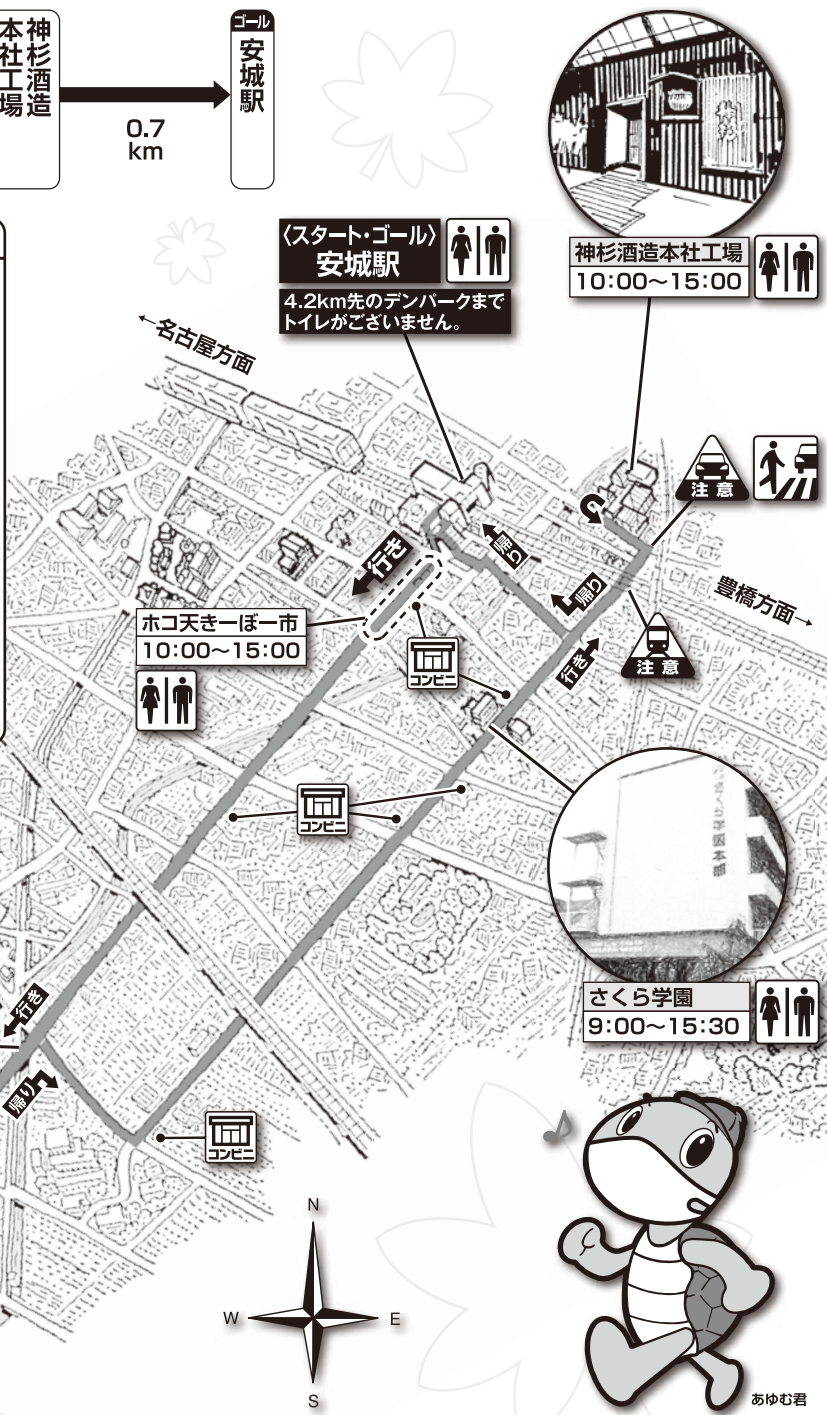 神杉酒造
本社工場
0.7
km
ゴール
安城駅
〈スタート・ゴール〉
安城駅
4.2km先のデンパークまで
トイレがございません。
神杉酒造本社工場
10:00〜15:00
←名古屋方面
注意
帰り
行き
帰り
豊橋方面→
ホコ天きーぼー市
10:00〜15:00
コンビニ
行き
注意
コンビニ
さくら学園
9:00〜15:30
行き
帰り
コンビニ
N
W
E
S
あゆむ君